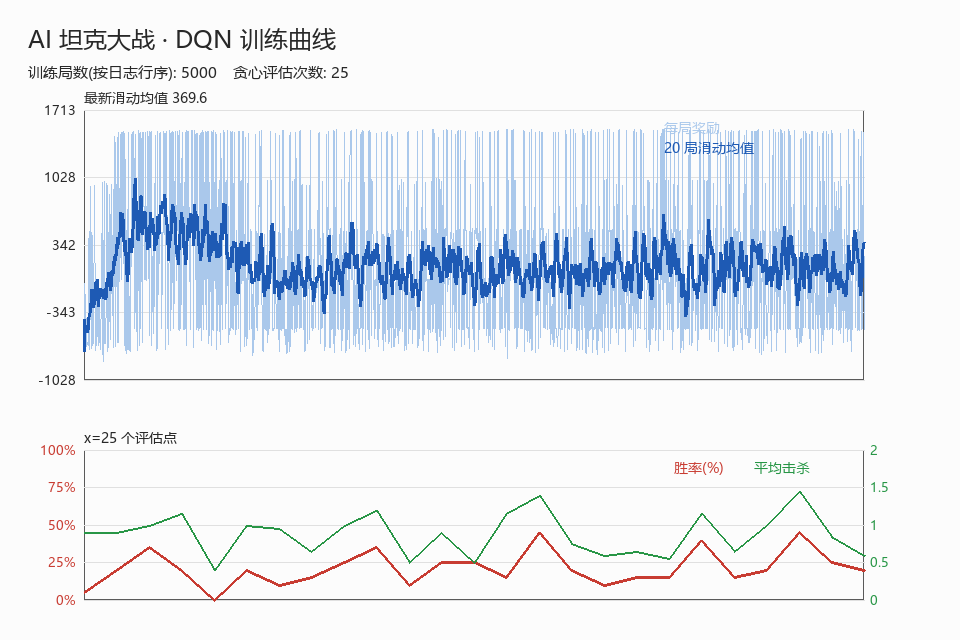 AI 坦克大战 · DQN 训练曲线
训练局数(按日志行序): 5000 贪心评估次数: 25
最新滑动均值 369.6
每局奖励
20 局滑动均值
1713
1028
342
-343
-1028
x=25 个评估点
胜率(%) 平均击杀
100%
75%
50%
25%
0%
2
1.5
1
0.5
0